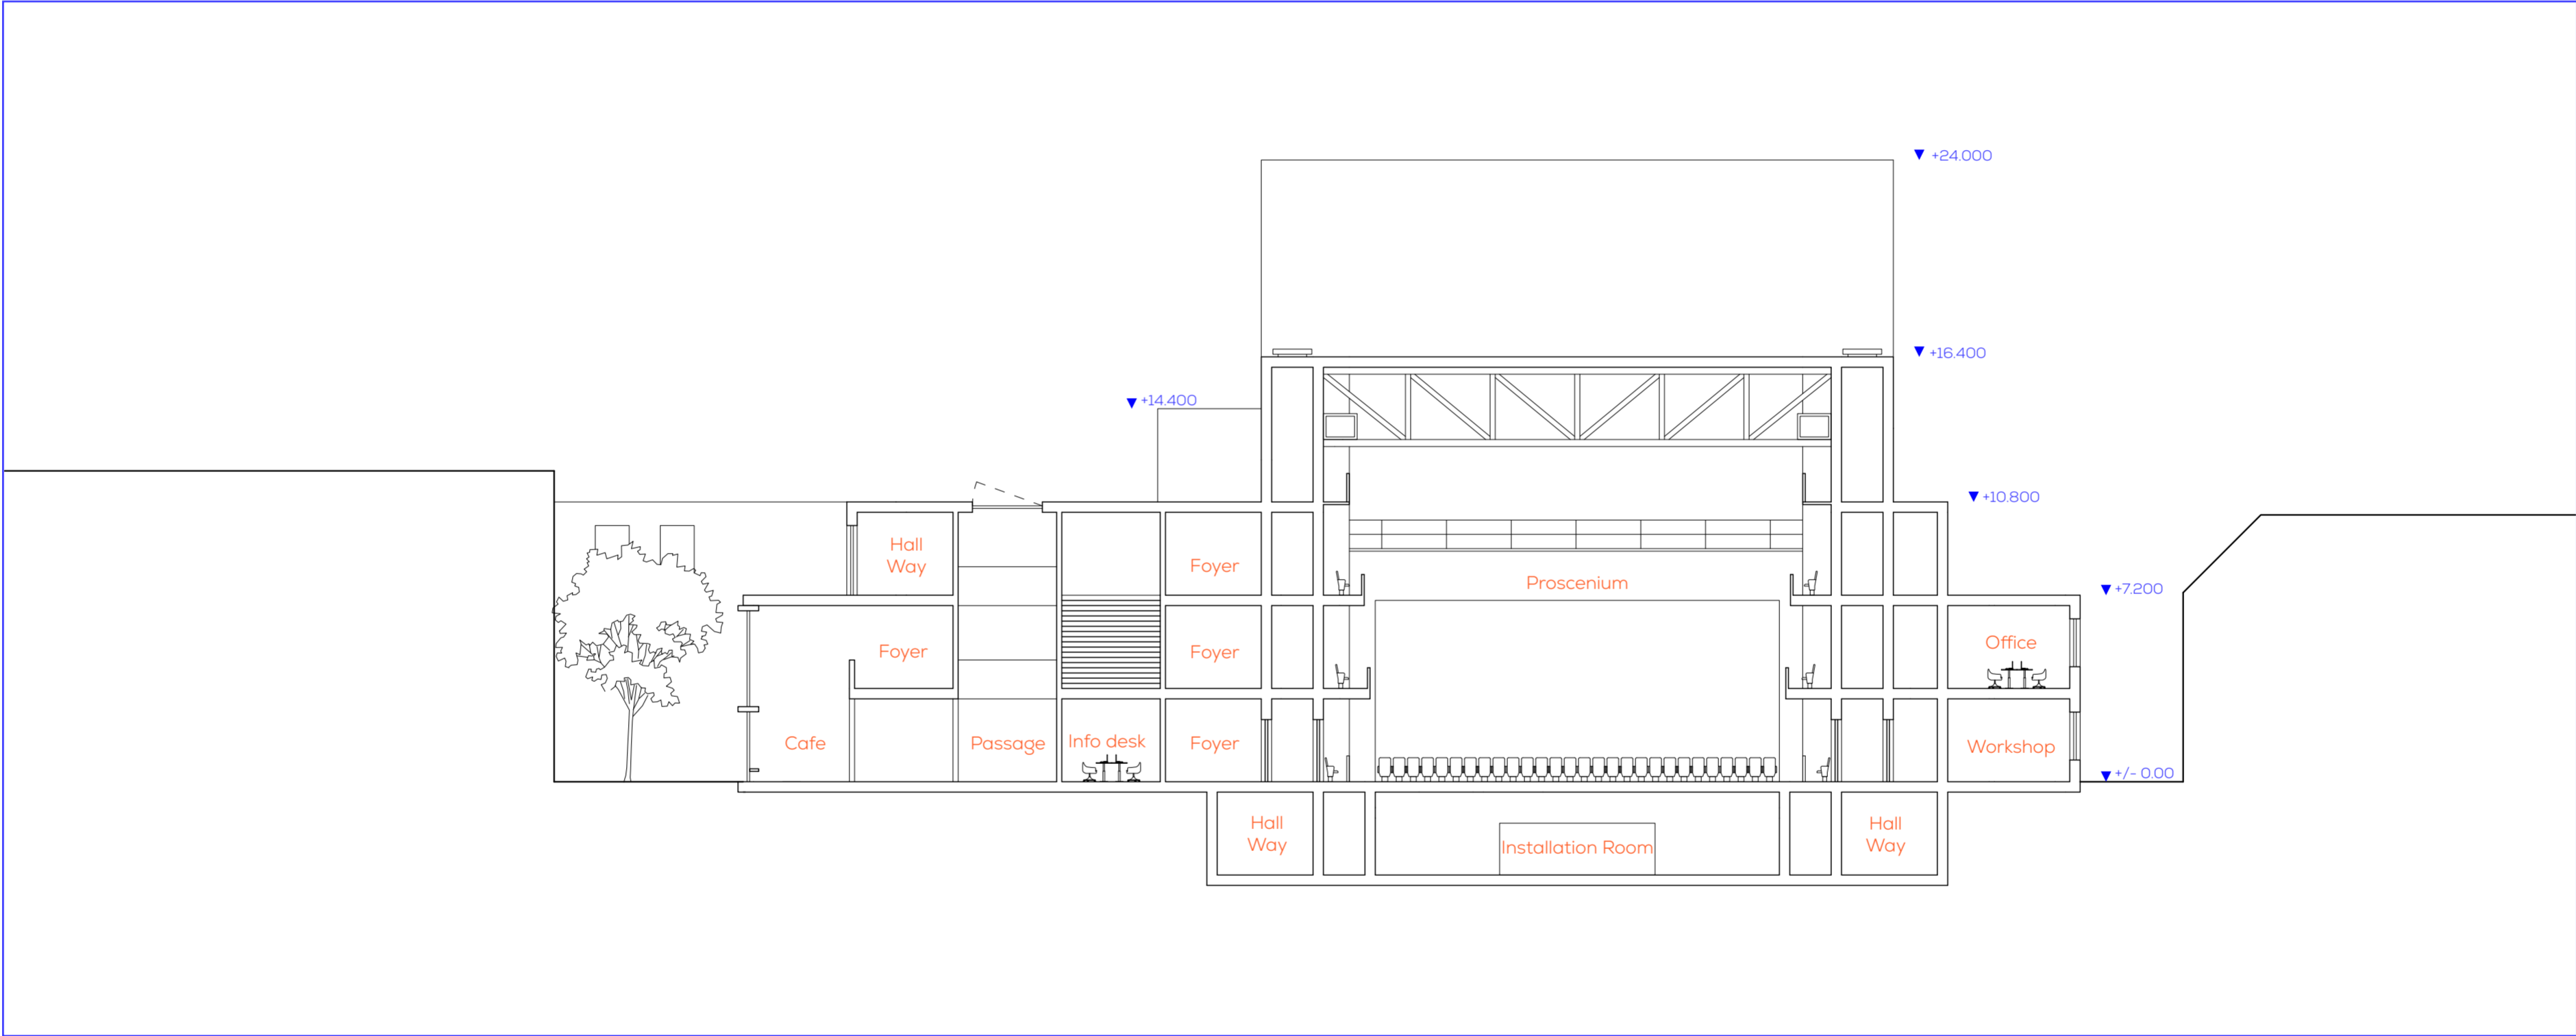 +24.000
+16.400
+14.400
+10.800
Hall
Way
Foyer
Proscenium
+7.200
Foyer
Foyer
Office
Cafe
Passage
Info desk
Foyer
Workshop
+/- 0.00
Hall
Way
Installation Room
Hall
Way